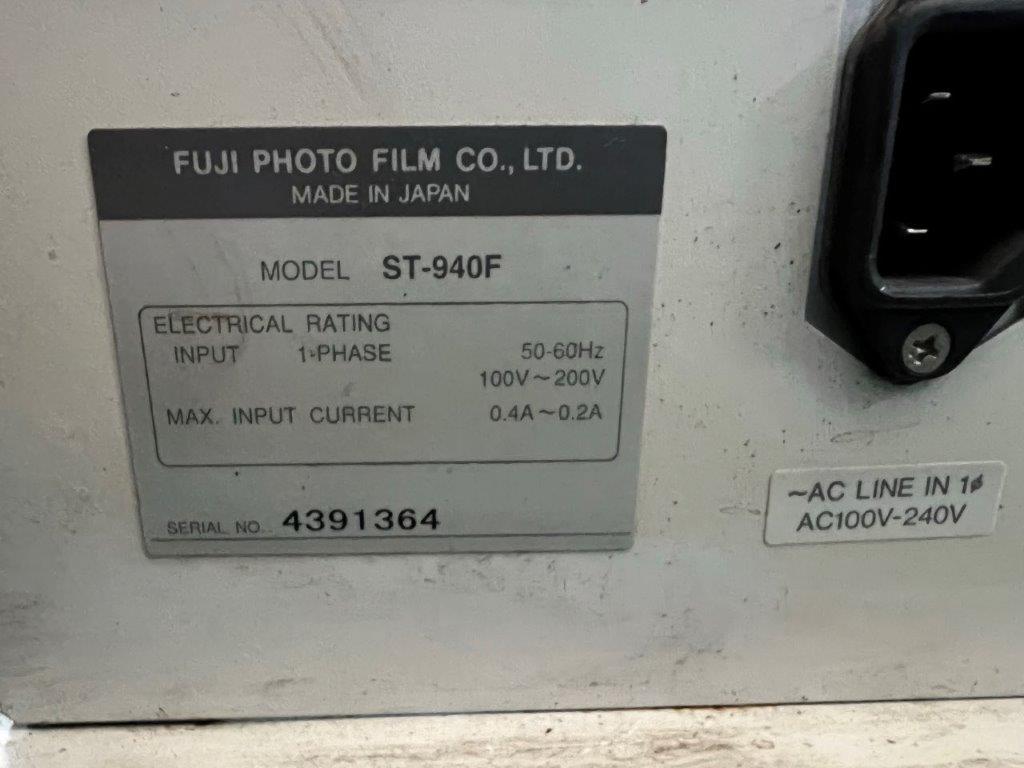 FUJI PHOTO FILM CO., LTD.
MADE IN JAPAN
MODEL ST-940F
ELECTRICAL RATING
INPUT 1-PHASE 50-60Hz
100V~200V
MAX. INPUT CURRENT 0.4A~0.2A
SERIAL NO. 4391364
~AC LINE IN 1ϕ
AC100V-240V